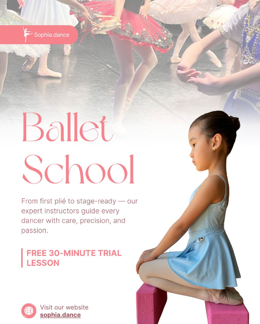 Sophia.dance
Ballet
School
From first plié to stage-ready — our
expert instructors guide every
dancer with care, precision, and
passion.
FREE 30-MINUTE TRIAL
LESSON
Visit our website
sophia.dance